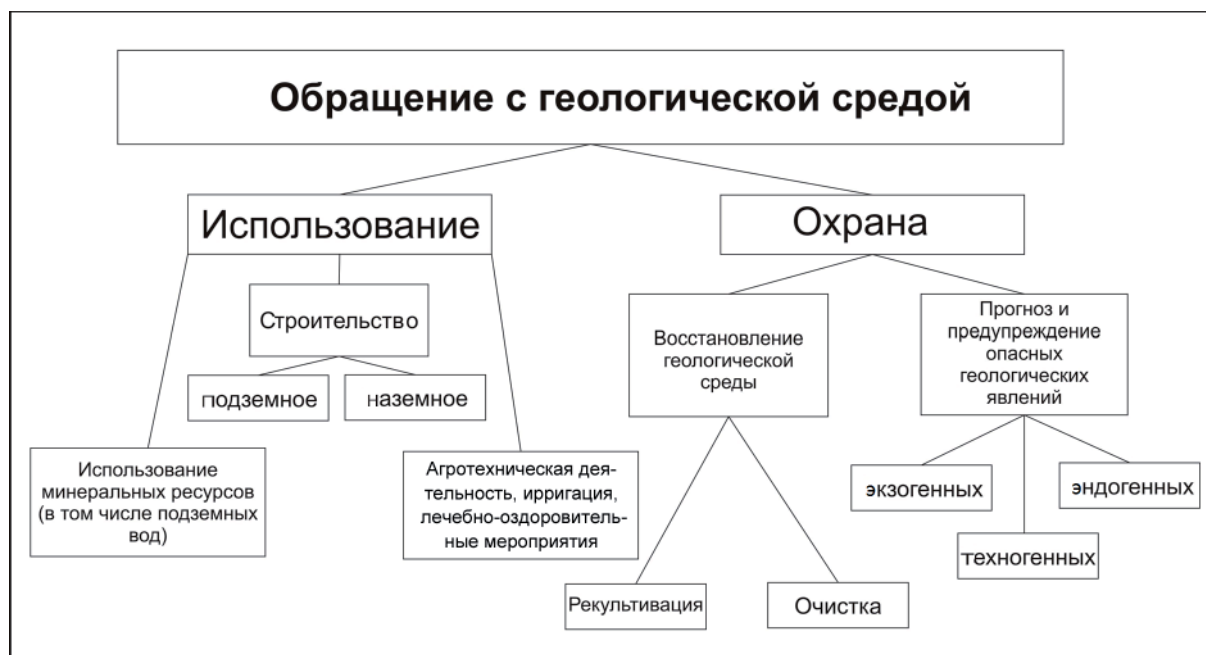 Обращение с геологической средой
Использование
Охрана
Строительство
подземное
наземное
Использование
минеральных ресурсов
(в том числе подземных
вод)
Агротехническая дея-
тельность, ирригация,
лечебно-оздоровитель-
ные мероприятия
Восстановление
геологической
среды
Прогноз и
предупреждение
опасных
геологических
явлений
Рекультивация
Очистка
экзогенных
техногенных
эндогенных